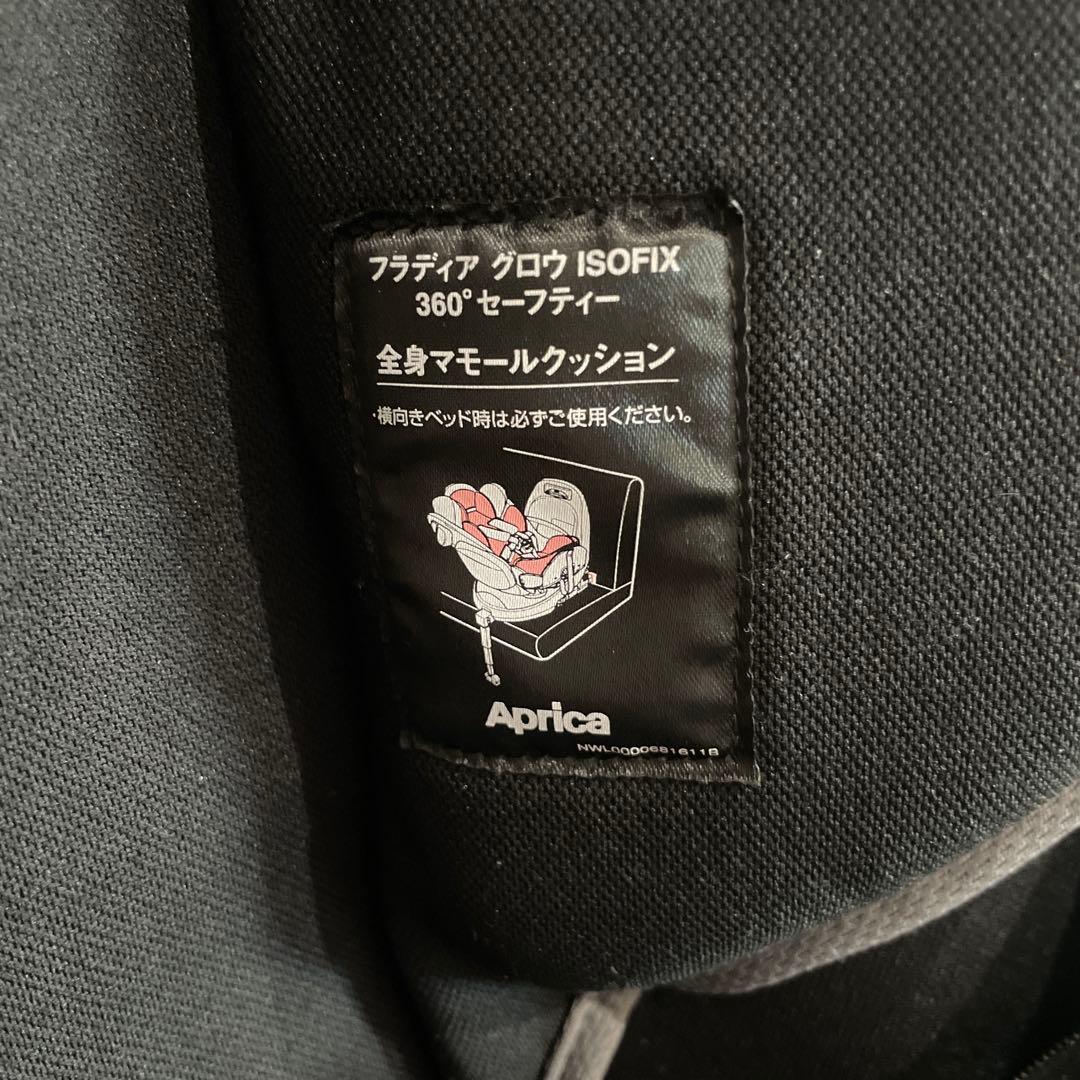 フラディア グロウ ISOFIX
360°セーフティー
全身マモールクッション
・横向きベッド時は必ずご使用ください。
Aprica
NWL0000681611B